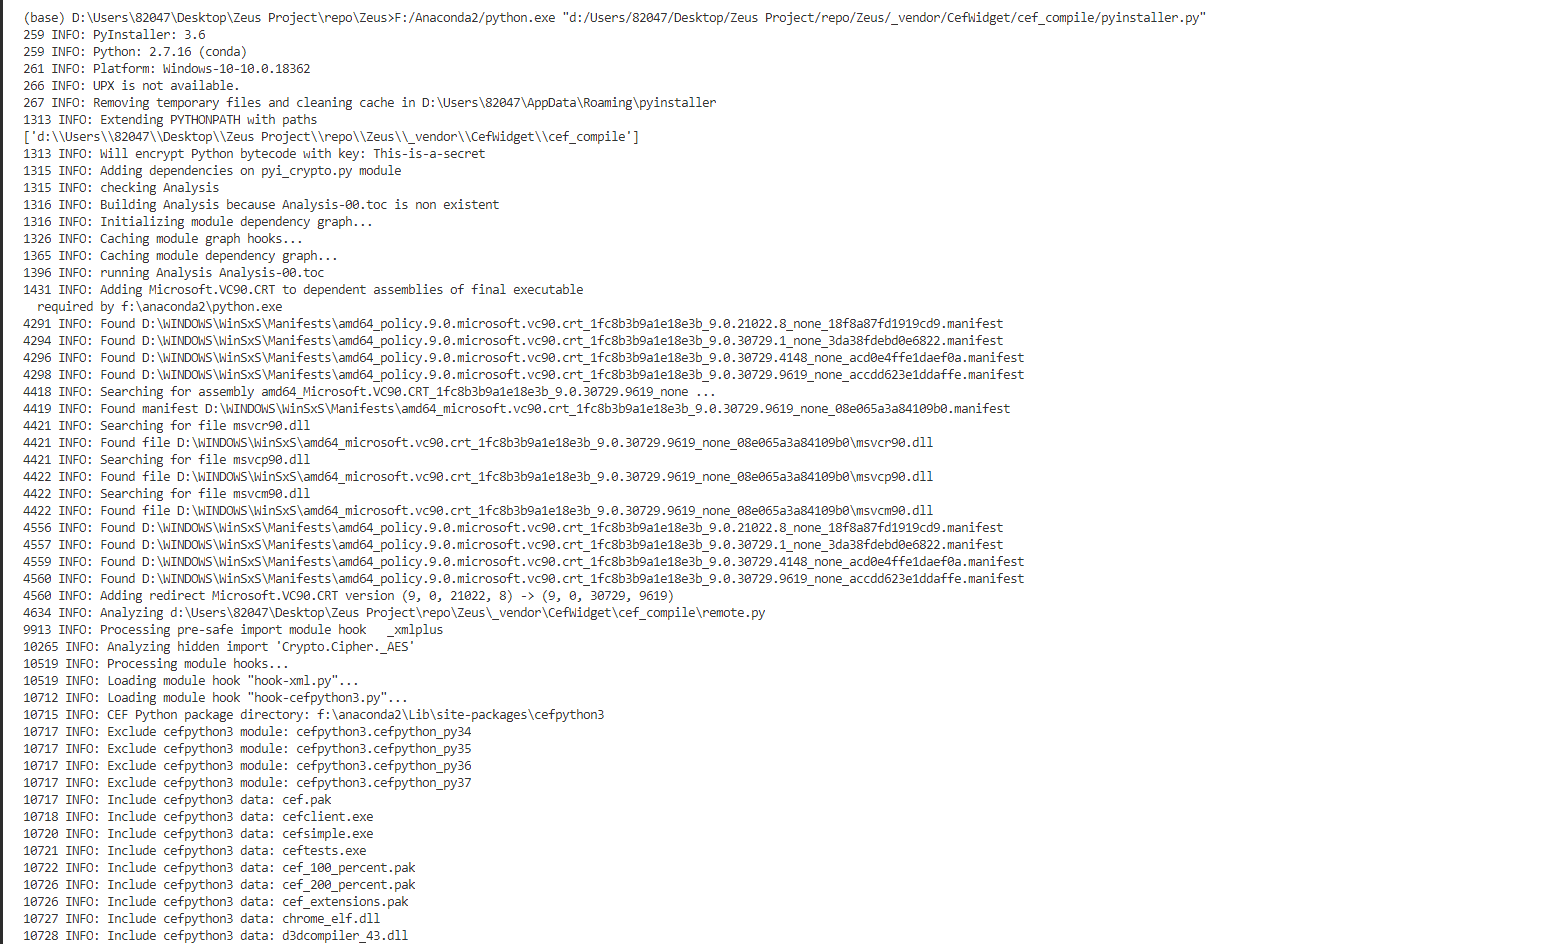 (base) D:\Users\82047\Desktop\Zeus Project\repo\Zeus>F:/Anaconda2/python.exe "d:/Users/82047/Desktop/Zeus Project/repo/Zeus/_vendor/CefWidget/cef_compile/pyinstaller.py"
259 INFO: PyInstaller: 3.6
259 INFO: Python: 2.7.16 (conda)
261 INFO: Platform: Windows-10-10.0.18362
266 INFO: UPX is not available.
267 INFO: Removing temporary files and cleaning cache in D:\Users\82047\AppData\Roaming\pyinstaller
1313 INFO: Extending PYTHONPATH with paths
['d:\\Users\\82047\\Desktop\\Zeus Project\\repo\\Zeus\\_vendor\\CefWidget\\cef_compile']
1313 INFO: Will encrypt Python bytecode with key: This-is-a-secret
1315 INFO: Adding dependencies on pyi_crypto.py module
1315 INFO: checking Analysis
1316 INFO: Building Analysis because Analysis-00.toc is non existent
1316 INFO: Initializing module dependency graph...
1326 INFO: Caching module graph hooks...
1365 INFO: Caching module dependency graph...
1396 INFO: running Analysis Analysis-00.toc
1431 INFO: Adding Microsoft.VC90.CRT to dependent assemblies of final executable
  required by f:\anaconda2\python.exe
4291 INFO: Found D:\WINDOWS\WinSxS\Manifests\amd64_policy.9.0.microsoft.vc90.crt_1fc8b3b9a1e18e3b_9.0.21022.8_none_18f8a87fd1919cd9.manifest
4294 INFO: Found D:\WINDOWS\WinSxS\Manifests\amd64_policy.9.0.microsoft.vc90.crt_1fc8b3b9a1e18e3b_9.0.30729.1_none_3da38fdebd0e6822.manifest
4296 INFO: Found D:\WINDOWS\WinSxS\Manifests\amd64_policy.9.0.microsoft.vc90.crt_1fc8b3b9a1e18e3b_9.0.30729.4148_none_acd0e4ffe1daef0a.manifest
4298 INFO: Found D:\WINDOWS\WinSxS\Manifests\amd64_policy.9.0.microsoft.vc90.crt_1fc8b3b9a1e18e3b_9.0.30729.9619_none_accdd623e1ddaffe.manifest
4418 INFO: Searching for assembly amd64_Microsoft.VC90.CRT_1fc8b3b9a1e18e3b_9.0.30729.9619_none ...
4419 INFO: Found manifest D:\WINDOWS\WinSxS\Manifests\amd64_microsoft.vc90.crt_1fc8b3b9a1e18e3b_9.0.30729.9619_none_08e065a3a84109b0.manifest
4421 INFO: Searching for file msvcr90.dll
4421 INFO: Found file D:\WINDOWS\WinSxS\amd64_microsoft.vc90.crt_1fc8b3b9a1e18e3b_9.0.30729.9619_none_08e065a3a84109b0\msvcr90.dll
4421 INFO: Searching for file msvcp90.dll
4422 INFO: Found file D:\WINDOWS\WinSxS\amd64_microsoft.vc90.crt_1fc8b3b9a1e18e3b_9.0.30729.9619_none_08e065a3a84109b0\msvcp90.dll
4422 INFO: Searching for file msvcm90.dll
4422 INFO: Found file D:\WINDOWS\WinSxS\amd64_microsoft.vc90.crt_1fc8b3b9a1e18e3b_9.0.30729.9619_none_08e065a3a84109b0\msvcm90.dll
4556 INFO: Found D:\WINDOWS\WinSxS\Manifests\amd64_policy.9.0.microsoft.vc90.crt_1fc8b3b9a1e18e3b_9.0.21022.8_none_18f8a87fd1919cd9.manifest
4557 INFO: Found D:\WINDOWS\WinSxS\Manifests\amd64_policy.9.0.microsoft.vc90.crt_1fc8b3b9a1e18e3b_9.0.30729.1_none_3da38fdebd0e6822.manifest
4559 INFO: Found D:\WINDOWS\WinSxS\Manifests\amd64_policy.9.0.microsoft.vc90.crt_1fc8b3b9a1e18e3b_9.0.30729.4148_none_acd0e4ffe1daef0a.manifest
4560 INFO: Found D:\WINDOWS\WinSxS\Manifests\amd64_policy.9.0.microsoft.vc90.crt_1fc8b3b9a1e18e3b_9.0.30729.9619_none_accdd623e1ddaffe.manifest
4560 INFO: Adding redirect Microsoft.VC90.CRT version (9, 0, 21022, 8) -> (9, 0, 30729, 9619)
4634 INFO: Analyzing d:\Users\82047\Desktop\Zeus Project\repo\Zeus\_vendor\CefWidget\cef_compile\remote.py
9913 INFO: Processing pre-safe import module hook   _xmlplus
10265 INFO: Analyzing hidden import 'Crypto.Cipher._AES'
10519 INFO: Processing module hooks...
10519 INFO: Loading module hook "hook-xml.py"...
10712 INFO: Loading module hook "hook-cefpython3.py"...
10715 INFO: CEF Python package directory: f:\anaconda2\Lib\site-packages\cefpython3
10717 INFO: Exclude cefpython3 module: cefpython3.cefpython_py34
10717 INFO: Exclude cefpython3 module: cefpython3.cefpython_py35
10717 INFO: Exclude cefpython3 module: cefpython3.cefpython_py36
10717 INFO: Exclude cefpython3 module: cefpython3.cefpython_py37
10717 INFO: Include cefpython3 data: cef.pak
10718 INFO: Include cefpython3 data: cefclient.exe
10720 INFO: Include cefpython3 data: cefsimple.exe
10721 INFO: Include cefpython3 data: ceftests.exe
10722 INFO: Include cefpython3 data: cef_100_percent.pak
10726 INFO: Include cefpython3 data: cef_200_percent.pak
10726 INFO: Include cefpython3 data: cef_extensions.pak
10727 INFO: Include cefpython3 data: chrome_elf.dll
10728 INFO: Include cefpython3 data: d3dcompiler_43.dll